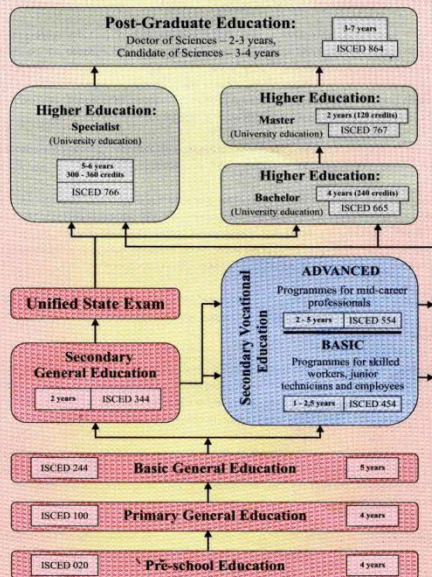 Post-Graduate Education:
Doctor of Sciences – 2-3 years,
Candidate of Sciences – 3-4 years
3-7 years
ISCED 864
Higher Education:
Specialist
(University education)
5-6 years
300 - 360 credits
ISCED 766
Higher Education:
Master
(University education)
2 years (120 credits)
ISCED 767
Higher Education:
Bachelor
(University education)
4 years (240 credits)
ISCED 665
Unified State Exam
Secondary
General Education
2 years
ISCED 344
Secondary Vocational
Education
ADVANCED
Programmes for mid-career
professionals
2 - 5 years
ISCED 554
BASIC
Programmes for skilled
workers, junior
technicians and employees
1 - 2,5 years
ISCED 454
ISCED 244
Basic General Education
5 years
ISCED 100
Primary General Education
4 years
ISCED 020
Pre-school Education
4 years